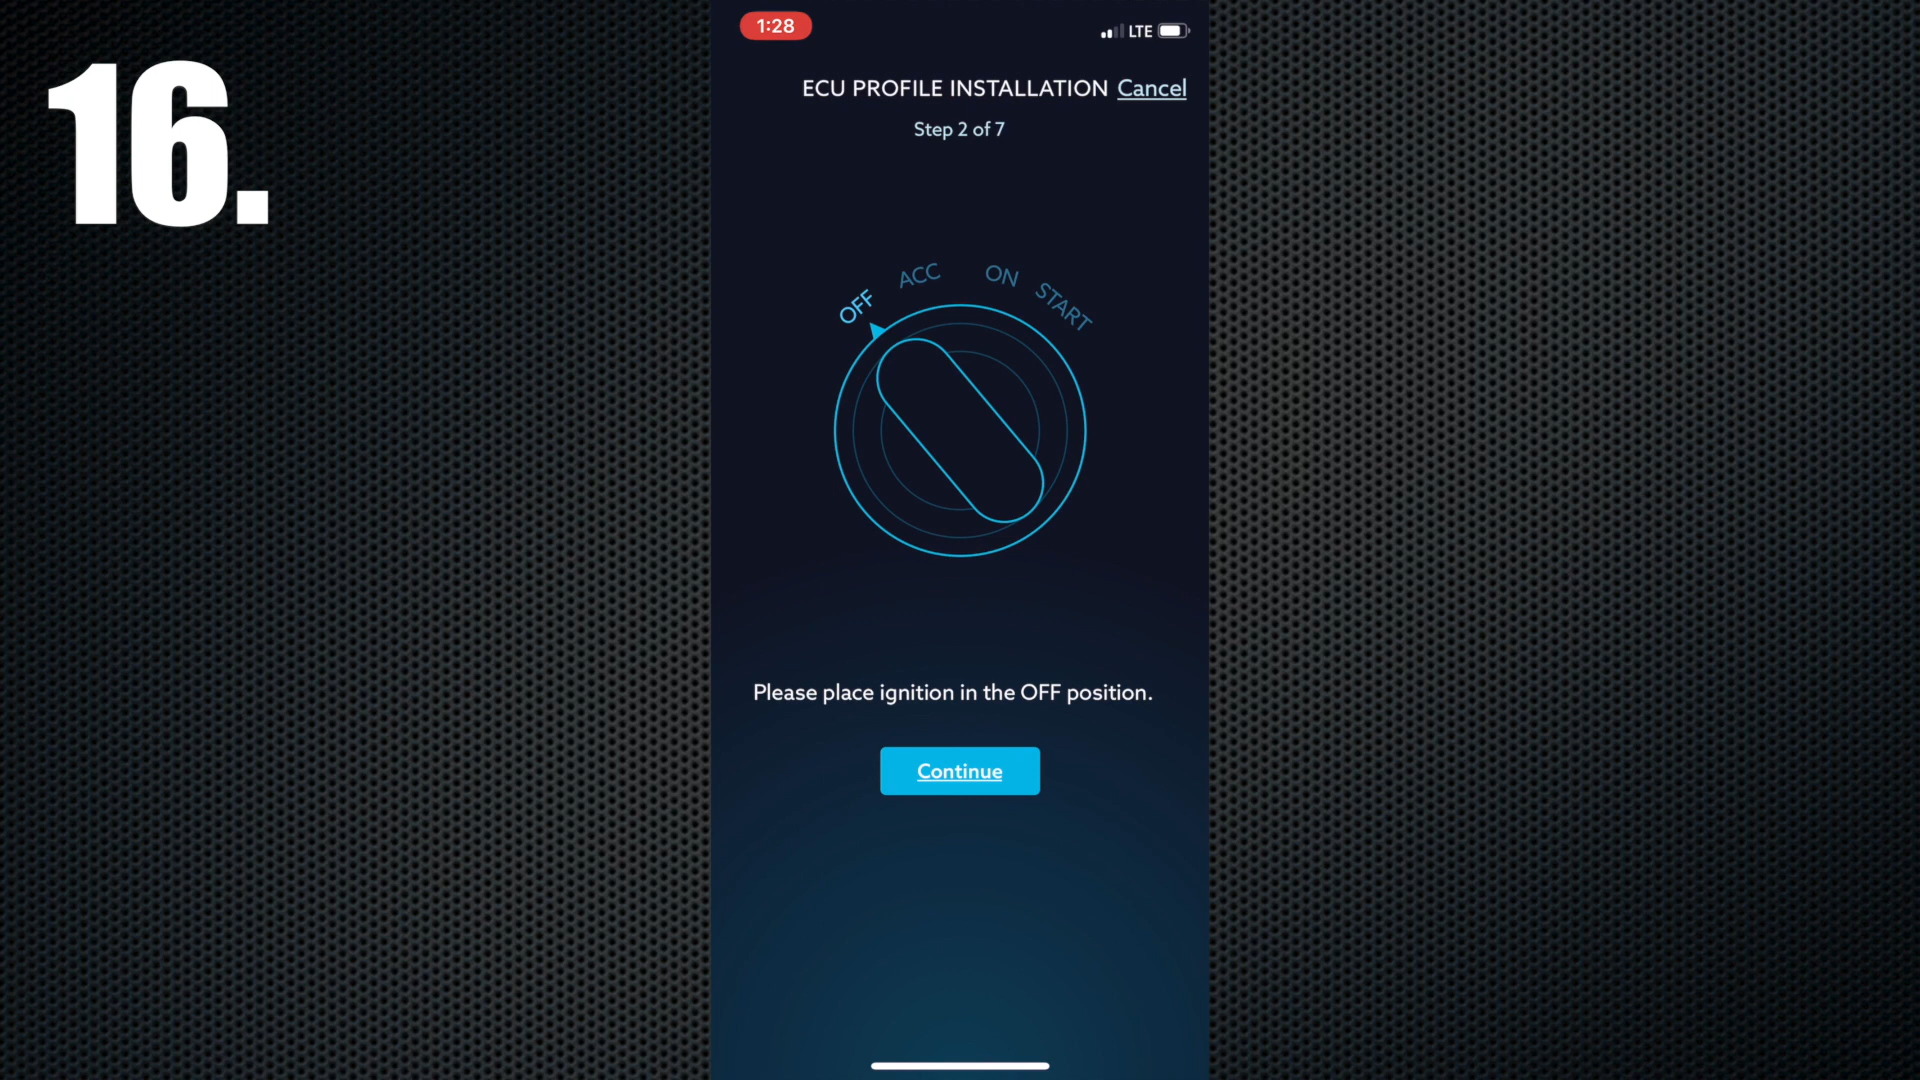 16.
1:28
LTE
ECU PROFILE INSTALLATION Cancel
Step 2 of 7
OFF
ACC
ON
START
Please place ignition in the OFF position.
Continue